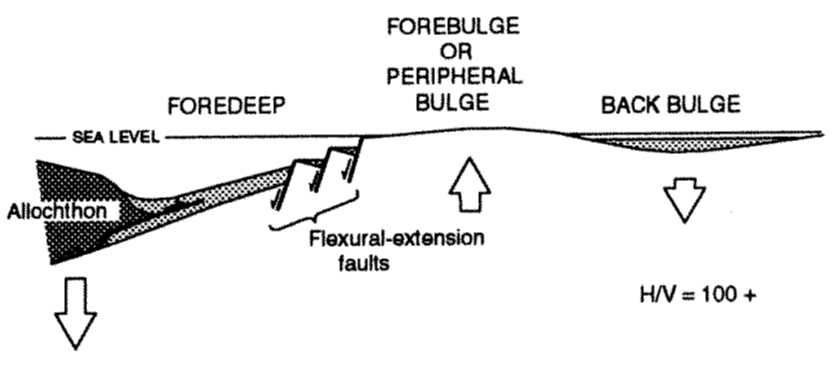 FOREBULGE
OR
PERIPHERAL
BULGE
FOREDEEP
BACK BULGE
SEA LEVEL
Allochthon
Flexural-extension
faults
H/V = 100 +